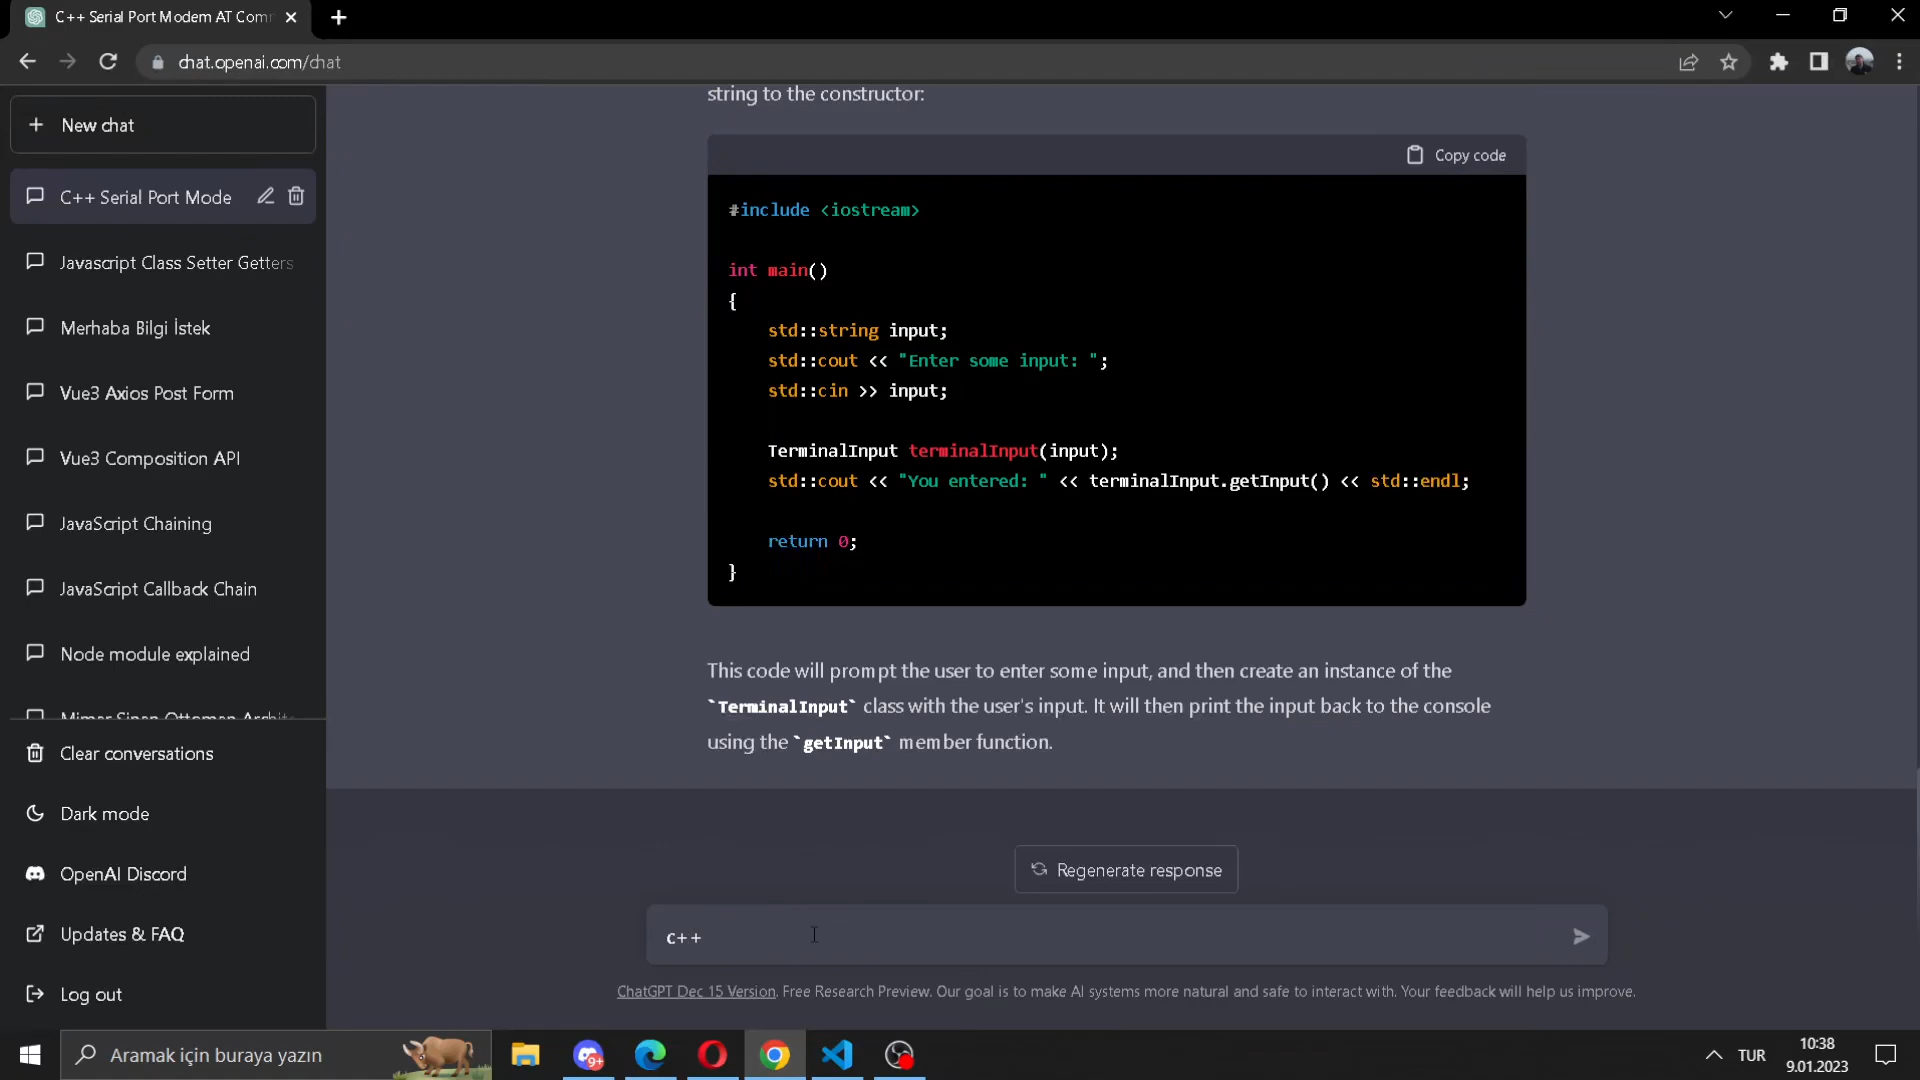 C++ Serial Port Modem AT Comm
chat.openai.com/chat
New chat
C++ Serial Port Mode
Javascript Class Setter Getters
Merhaba Bilgi İstek
Vue3 Axios Post Form
Vue3 Composition API
JavaScript Chaining
JavaScript Callback Chain
Node module explained
Mimar Sinan Ottoman Archite
Clear conversations
Dark mode
OpenAI Discord
Updates & FAQ
Log out
string to the constructor:
Copy code
#include <iostream>
int main()
{
    std::string input;
    std::cout << "Enter some input: ";
    std::cin >> input;
    TerminalInput terminalInput(input);
    std::cout << "You entered: " << terminalInput.getInput() << std::endl;
    return 0;
}
This code will prompt the user to enter some input, and then create an instance of the
`TerminalInput` class with the user's input. It will then print the input back to the console
using the `getInput` member function.
Regenerate response
c++
ChatGPT Dec 15 Version. Free Research Preview. Our goal is to make AI systems more natural and safe to interact with. Your feedback will help us improve.
Aramak için buraya yazın
9+
TUR
10:38
9.01.2023